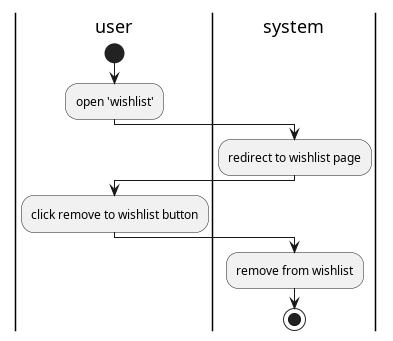 user
system
open 'wishlist'
redirect to wishlist page
click remove to wishlist button
remove from wishlist